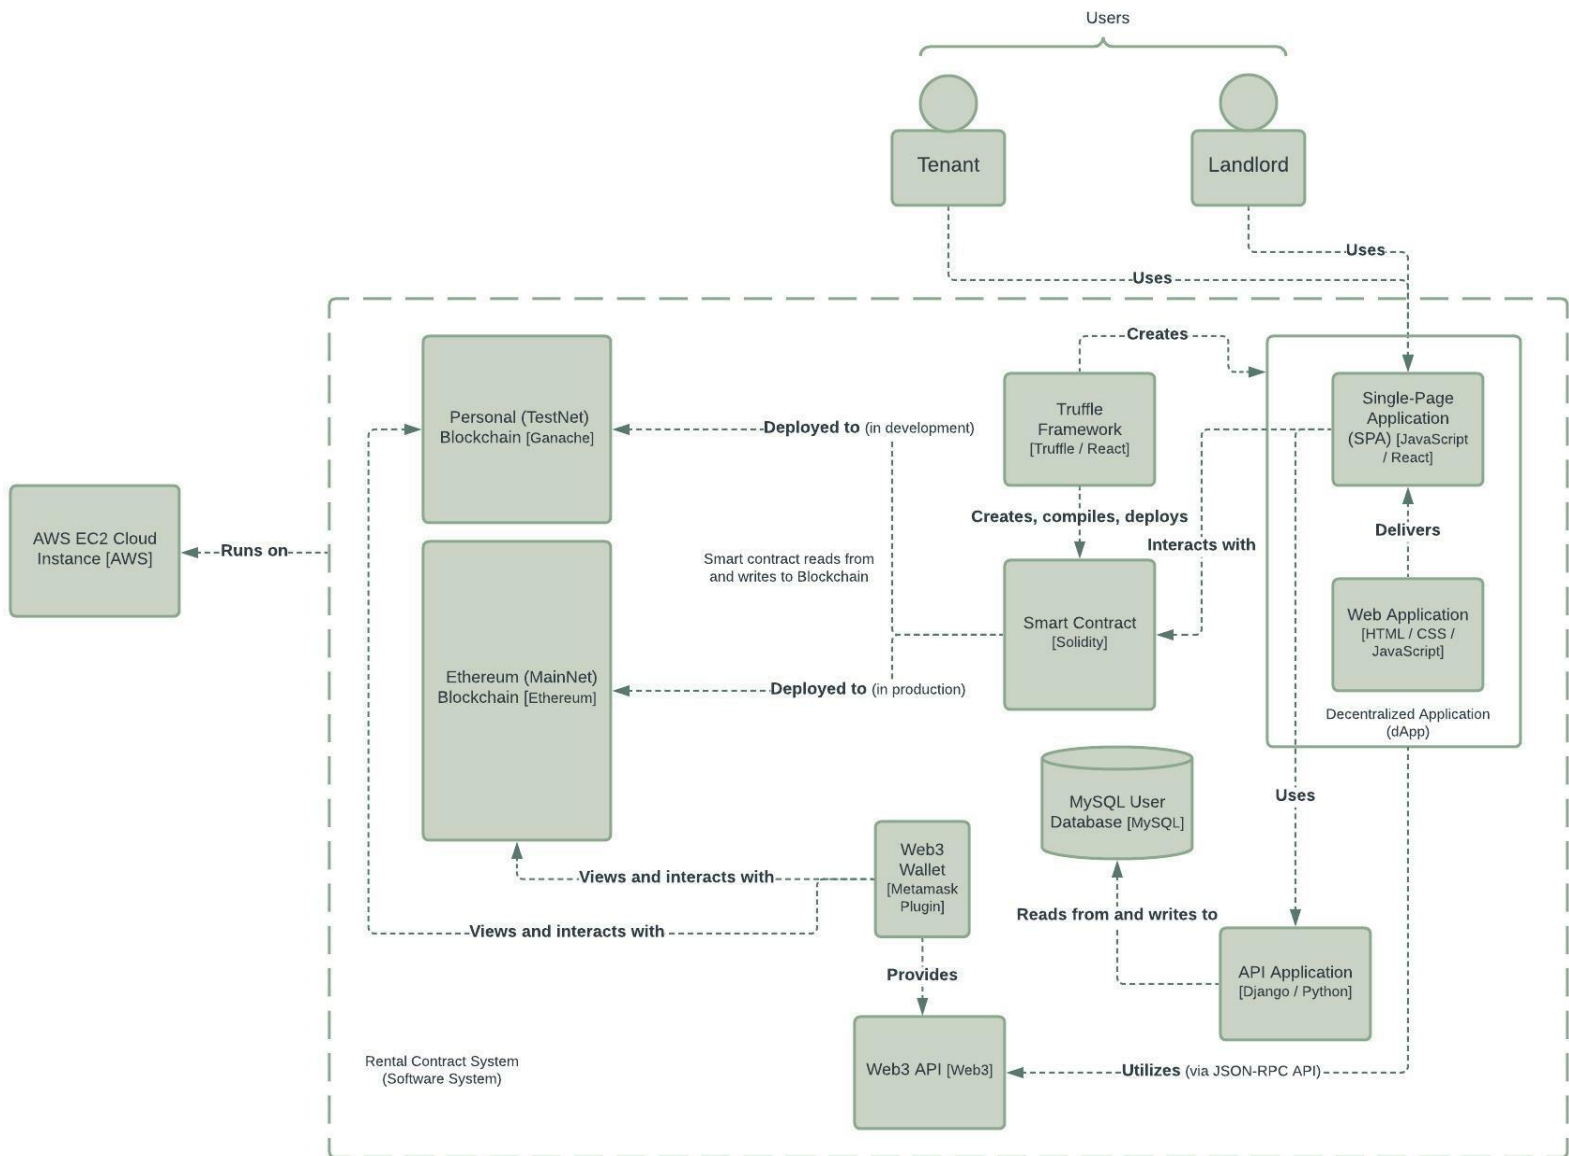 Users
Tenant
Landlord
Uses
Uses
Creates
Personal (TestNet)
Blockchain [Ganache]
Deployed to (in development)
Truffle
Framework
[Truffle / React]
Single-Page
Application
(SPA) [JavaScript
/ React]
Creates, compiles, deploys
Interacts with
Delivers
AWS EC2 Cloud
Instance [AWS]
Runs on
Smart contract reads from
and writes to Blockchain
Smart Contract
[Solidity]
Web Application
[HTML / CSS /
JavaScript]
Ethereum (MainNet)
Blockchain [Ethereum]
Deployed to (in production)
Decentralized Application
(dApp)
MySQL User
Database [MySQL]
Uses
Web3
Wallet
[Metamask
Plugin]
Views and interacts with
Views and interacts with
Reads from and writes to
Provides
API Application
[Django / Python]
Rental Contract System
(Software System)
Web3 API [Web3]
Utilizes (via JSON-RPC API)